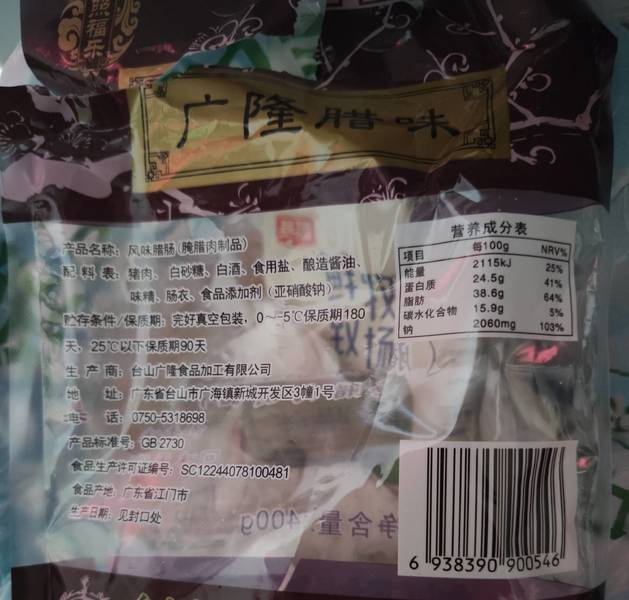 照福乐
广隆腊味
产品名称：风味腊肠(腌腊肉制品)
配 料 表：猪肉、白砂糖、白酒、食用盐、酿造酱油、
味精、肠衣、食品添加剂（亚硝酸钠）
贮存条件/保质期：完好真空包装，0～-5℃保质期180
天，25℃以下保质期90天
生 产 商：台山广隆食品加工有限公司
地 址：广东省台山市广海镇新城开发区3幢1号
电 话：0750-5318698
产品标准号：GB 2730
食品生产许可证编号：SC12244078100481
食品产地：广东省江门市
生产日期：见封口处
营养成分表
项目 每100g NRV%
能量 2115kJ 25%
蛋白质 24.5g 41%
脂肪 38.6g 64%
碳水化合物 15.9g 5%
钠 2060mg 103%
净含量:400g
6 938390 900546